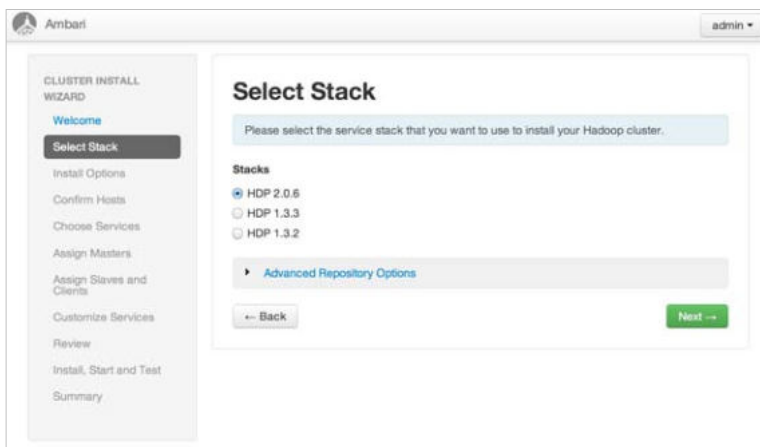 Ambari
admin
CLUSTER INSTALL
WIZARD
Welcome
Select Stack
Install Options
Confirm Hosts
Choose Services
Assign Masters
Assign Slaves and
Clients
Customize Services
Review
Install, Start and Test
Summary
Select Stack
Please select the service stack that you want to use to install your Hadoop cluster.
Stacks
HDP 2.0.6
HDP 1.3.3
HDP 1.3.2
Advanced Repository Options
← Back
Next →